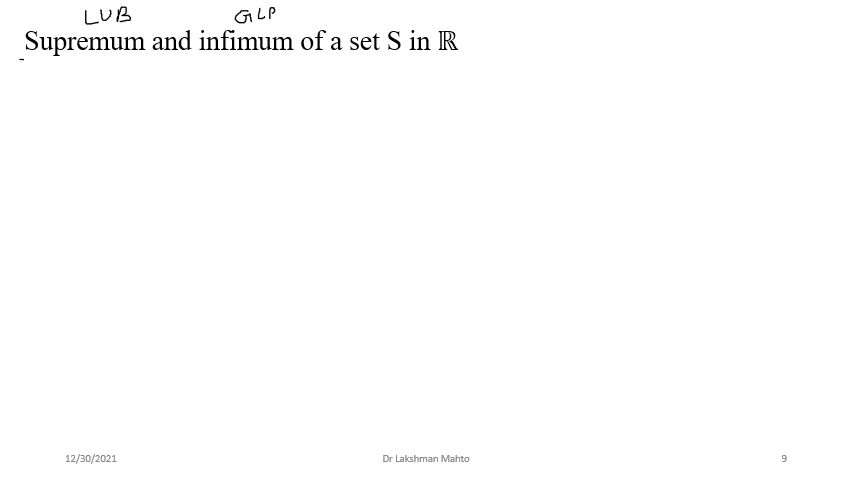 LUB GLP
Supremum and infimum of a set S in ℝ
12/30/2021 Dr Lakshman Mahto 9